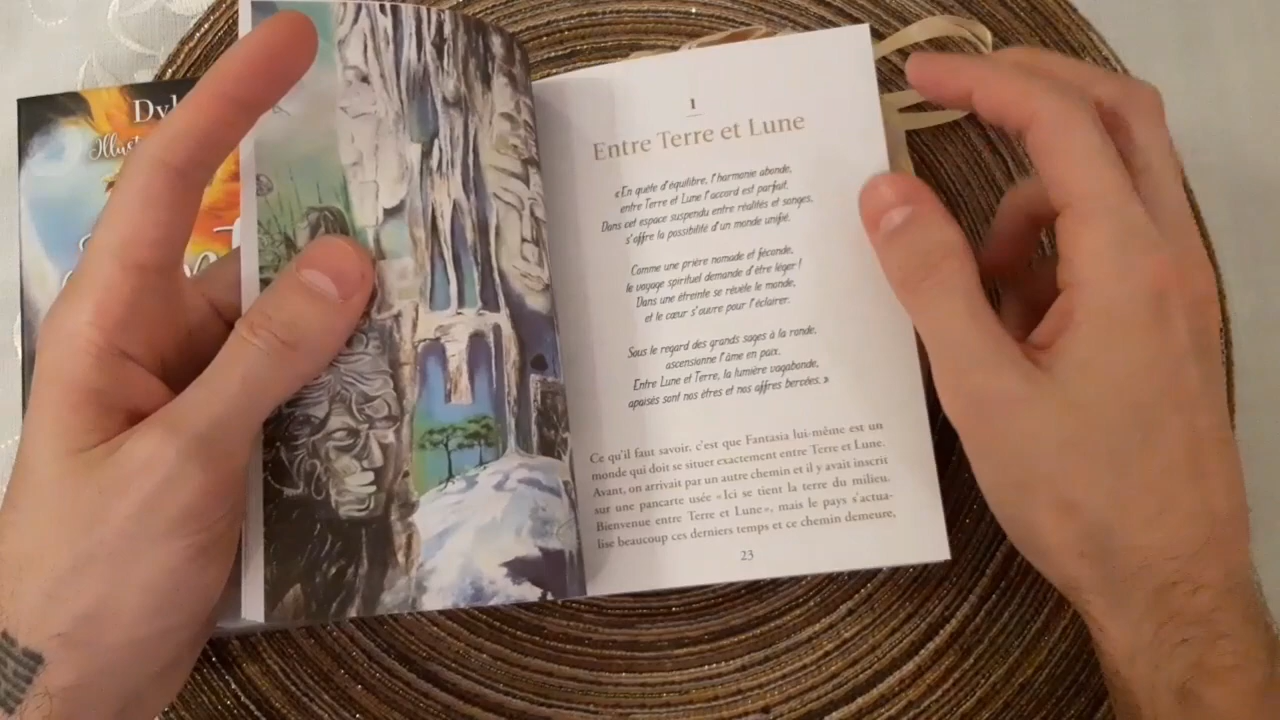 Dyl
Illust
1
Entre Terre et Lune
« En quête d'équilibre, l'harmonie abonde,
entre Terre et Lune l'accord est parfait.
Dans cet espace suspendu entre réalités et songes,
s'offre la possibilité d'un monde unifié.
Comme une prière nomade et féconde,
le voyage spirituel demande d'être léger !
Dans une étreinte se révèle le monde,
et le cœur s'ouvre pour l'éclairer.
Sous le regard des grands sages à la ronde,
ascensionne l'âme en paix.
Entre Lune et Terre, la lumière vagabonde,
apaisés sont nos êtres et nos affres bercées. »
Ce qu'il faut savoir, c'est que Fantasia lui-même est un
monde qui doit se situer exactement entre Terre et Lune.
Avant, on arrivait par un autre chemin et il y avait inscrit
sur une pancarte usée « Ici se tient la terre du milieu.
Bienvenue entre Terre et Lune », mais le pays s'actua-
lise beaucoup ces derniers temps et ce chemin demeure,
23